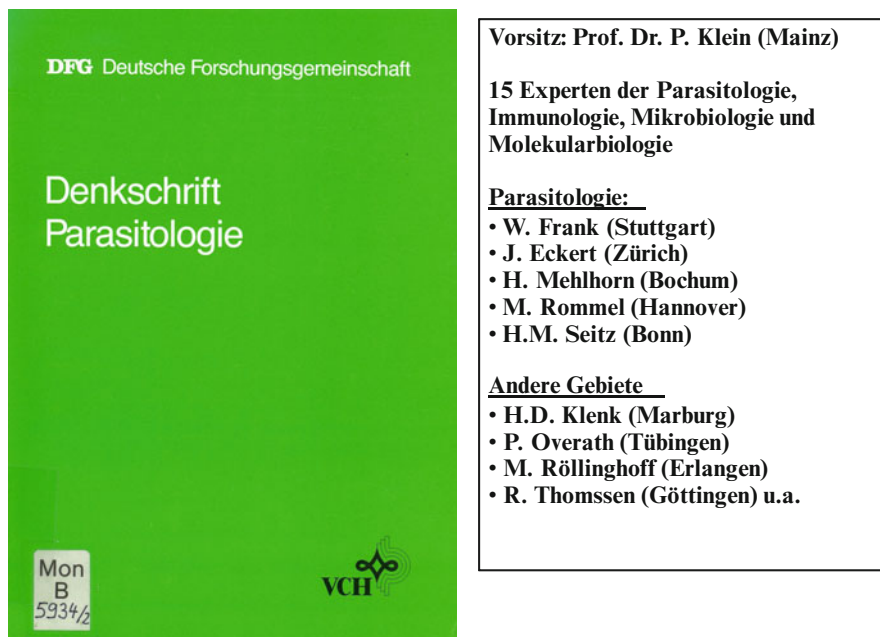 DFG Deutsche Forschungsgemeinschaft
Denkschrift
Parasitologie
Mon
B
5934/2
VCH
Vorsitz: Prof. Dr. P. Klein (Mainz)
15 Experten der Parasitologie,
Immunologie, Mikrobiologie und
Molekularbiologie
Parasitologie:
• W. Frank (Stuttgart)
• J. Eckert (Zürich)
• H. Mehlhorn (Bochum)
• M. Rommel (Hannover)
• H.M. Seitz (Bonn)
Andere Gebiete
• H.D. Klenk (Marburg)
• P. Overath (Tübingen)
• M. Röllinghoff (Erlangen)
• R. Thomssen (Göttingen) u.a.